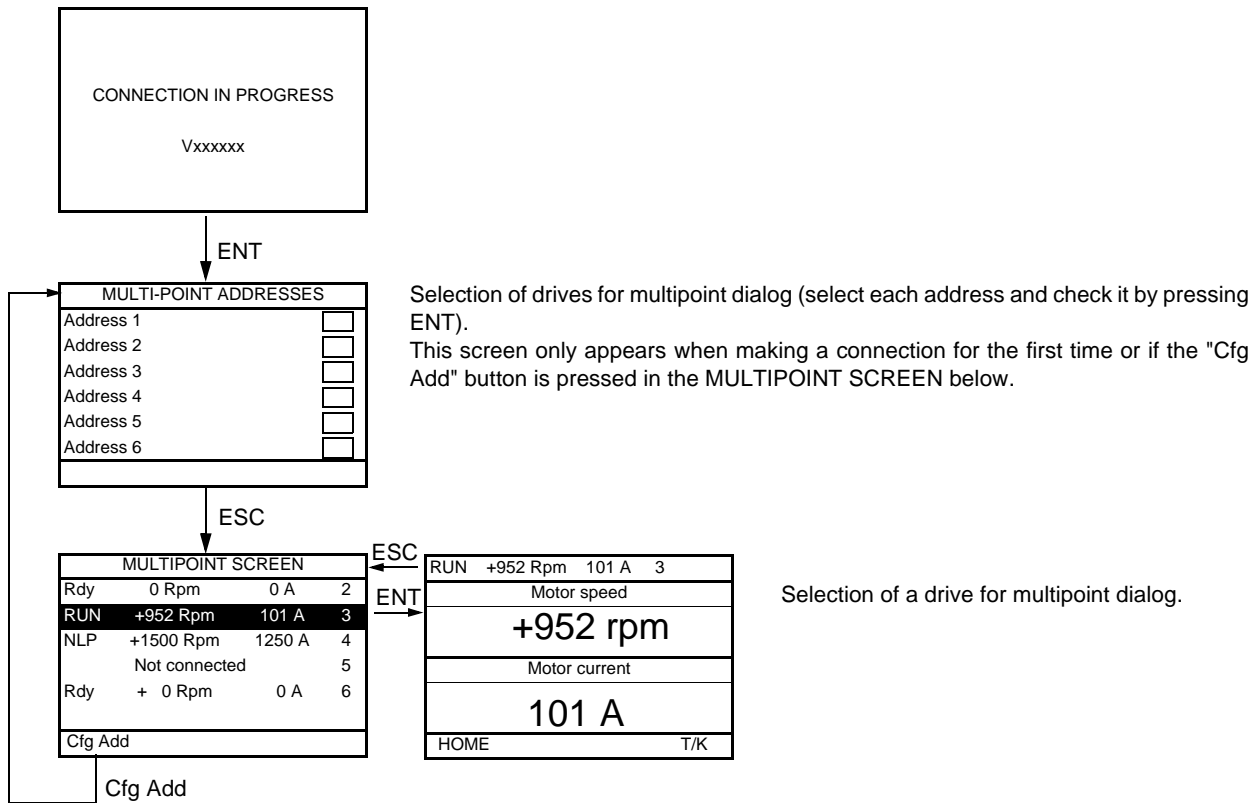 CONNECTION IN PROGRESS
Vxxxxxx
ENT
MULTI-POINT ADDRESSES
Address 1
Address 2
Address 3
Address 4
Address 5
Address 6
Selection of drives for multipoint dialog (select each address and check it by pressing
ENT).
This screen only appears when making a connection for the first time or if the "Cfg
Add" button is pressed in the MULTIPOINT SCREEN below.
ESC
MULTIPOINT SCREEN
Rdy 0 Rpm 0 A 2
RUN +952 Rpm 101 A 3
NLP +1500 Rpm 1250 A 4
Not connected 5
Rdy + 0 Rpm 0 A 6
Cfg Add
ESC
ENT
RUN +952 Rpm 101 A 3
Motor speed
+952 rpm
Motor current
101 A
HOME T/K
Selection of a drive for multipoint dialog.
Cfg Add